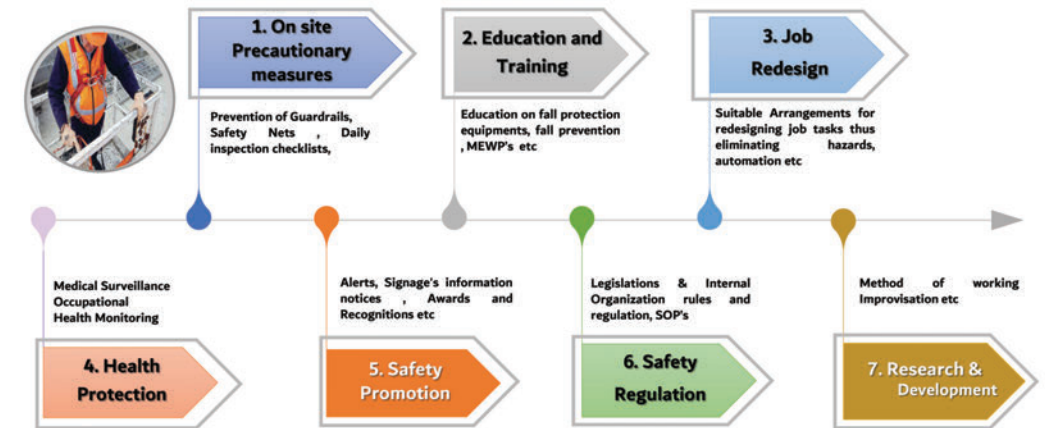 1. On site
Precautionary
measures
2. Education and
Training
3. Job
Redesign
Prevention of Guardrails,
Safety Nets , Daily
inspection checklists,
Education on fall protection
equipments, fall prevention
, MEWP's etc
Suitable Arrangements for
redesigning job tasks thus
eliminating hazards,
automation etc
Medical Surveillance
Occupational
Health Monitoring
Alerts, Signage's information
notices , Awards and
Recognitions etc
Legislations & Internal
Organization rules and
regulation, SOP's
Method of working
Improvisation etc
4. Health
Protection
5. Safety
Promotion
6. Safety
Regulation
7. Research &
Development